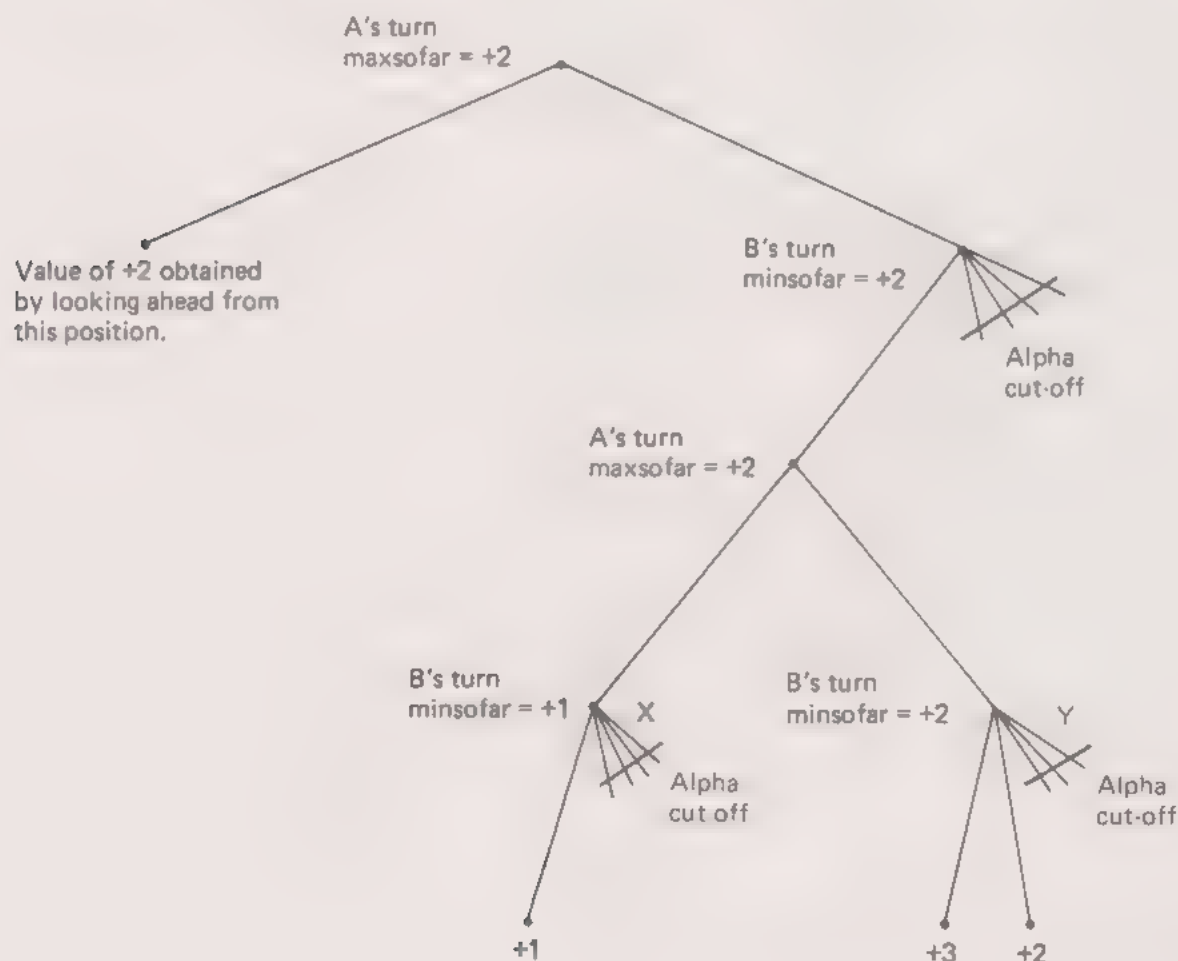 A's turn
maxsofar = +2
Value of +2 obtained
by looking ahead from
this position.
B's turn
minsofar = +2
Alpha
cut-off
A's turn
maxsofar = +2
B's turn
minsofar = +1
X
Alpha
cut off
B's turn
minsofar = +2
Y
Alpha
cut-off
+1
+3
+2